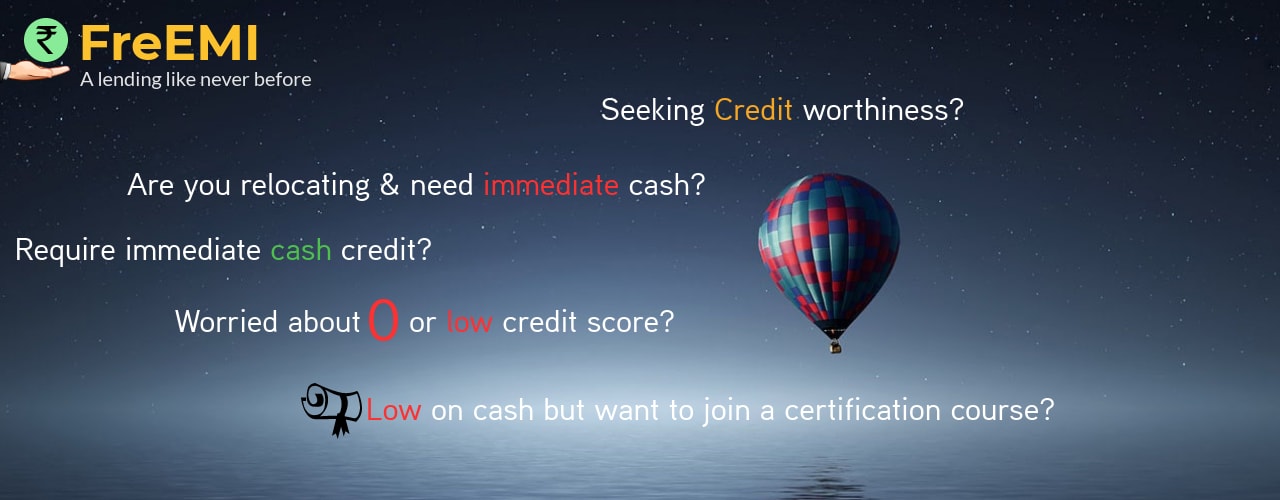 ₹ FreEMI
A lending like never before
Seeking Credit worthiness?
Are you relocating & need immediate cash?
Require immediate cash credit?
Worried about 0 or low credit score?
Low on cash but want to join a certification course?